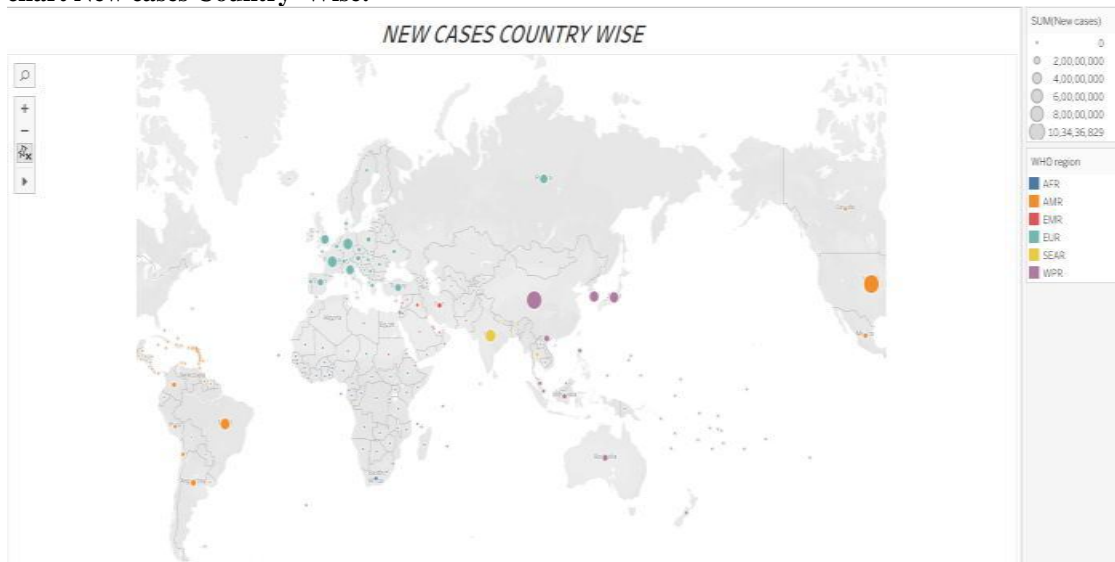 chart New cases Country-Wise.
NEW CASES COUNTRY WISE
SUM(New cases)
0
2,00,00,000
4,00,00,000
6,00,00,000
8,00,00,000
10,34,36,829
WHO region
AFR
AMR
EMR
EUR
SEAR
WPR